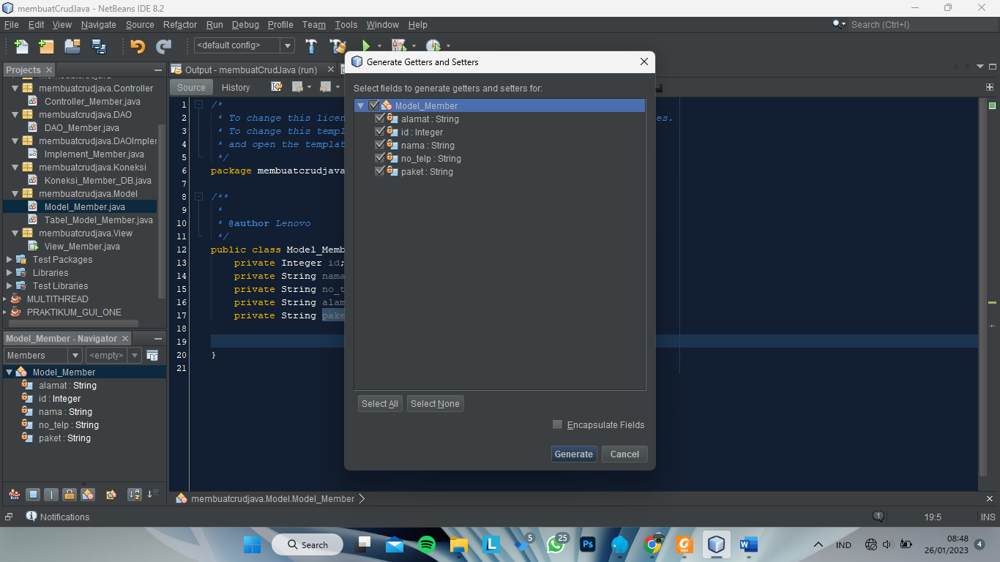 membuatCrudJava - NetBeans IDE 8.2
File Edit View Navigate Source Refactor Run Debug Profile Team Tools Window Help
Search (Ctrl+I)
<default config>
Projects
Output - membuatCrudJava (run)
Source History
membuatcrudjava.Controller
Controller_Member.java
membuatcrudjava.DAO
DAO_Member.java
membuatcrudjava.DAOImplem
Implement_Member.java
membuatcrudjava.Koneksi
Koneksi_Member_DB.java
membuatcrudjava.Model
Model_Member.java
Tabel_Model_Member.java
membuatcrudjava.View
View_Member.java
Test Packages
Libraries
Test Libraries
MULTITHREAD
PRAKTIKUM_GUI_ONE
Model_Member - Navigator
Members <empty>
Model_Member
alamat : String
id : Integer
nama : String
no_telp : String
paket : String
1 /*
2 * To change this licen es.
3 * To change this templ
4 * and open the templat
5 */
6 package membuatcrudjava
7
8 /**
9 *
10 * @author Lenovo
11 */
12 public class Model_Memb
13 private Integer id;
14 private String nama
15 private String no_t
16 private String alam
17 private String pake
18
19
20 }
21
Generate Getters and Setters
Select fields to generate getters and setters for:
Model_Member
alamat : String
id : Integer
nama : String
no_telp : String
paket : String
Select All Select None
Encapsulate Fields
Generate Cancel
membuatcrudjava.Model.Model_Member
Notifications
1
19:5
INS
Search
5
25
Ps
L
W
IND
08:48
26/01/2023
4